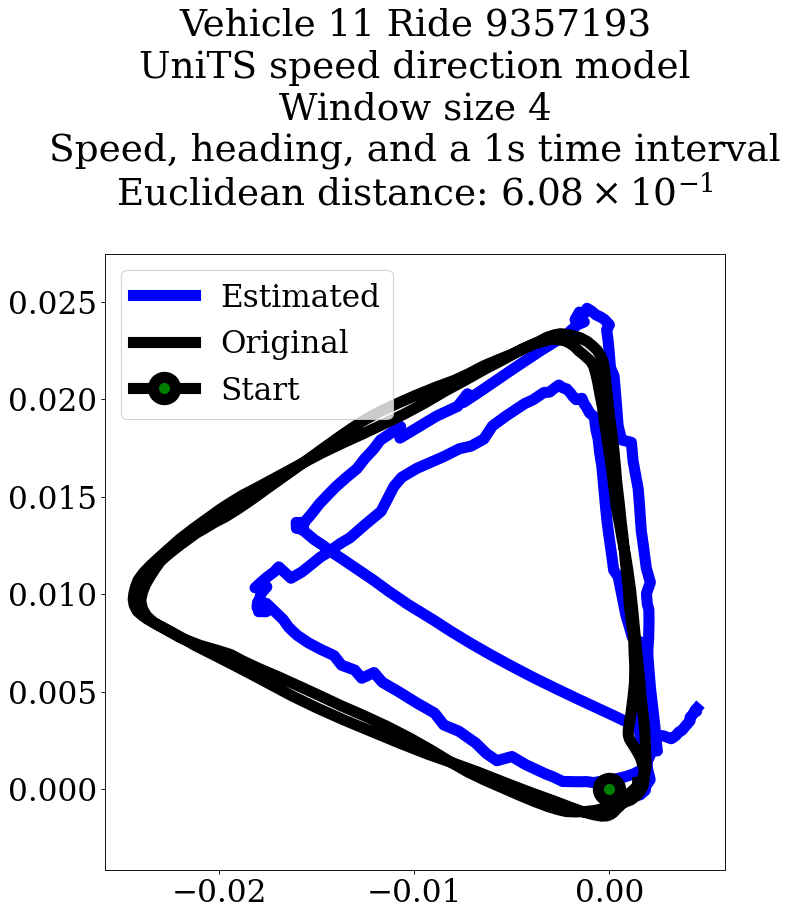 Vehicle 11 Ride 9357193
UniTS speed direction model
Window size 4
Speed, heading, and a 1s time interval
Euclidean distance: 6.08 × 10⁻¹
Estimated
Original
Start
0.025
0.020
0.015
0.010
0.005
0.000
−0.02 −0.01 0.00